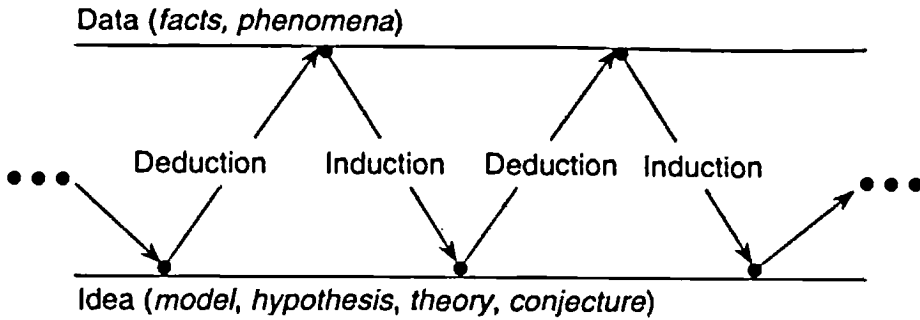 Data (facts, phenomena)
Deduction Induction Deduction Induction
Idea (model, hypothesis, theory, conjecture)